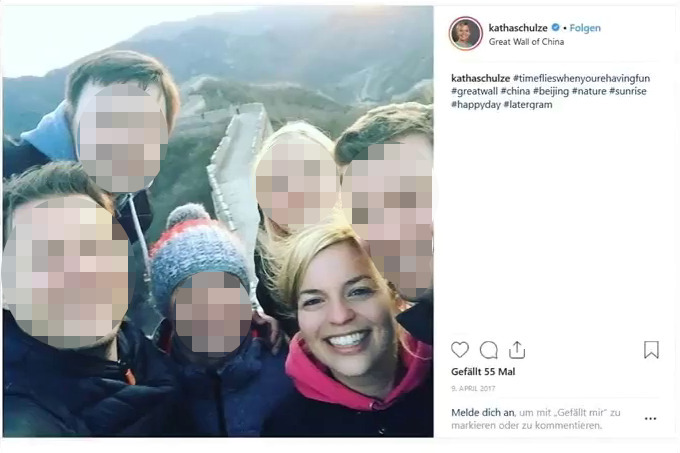 kathaschulze • Folgen
Great Wall of China
kathaschulze #timeflieswhenyourehavingfun
#greatwall #china #beijing #nature #sunrise
#happyday #latergram
Gefällt 55 Mal
9. APRIL 2017
Melde dich an, um mit „Gefällt mir“ zu
markieren oder zu kommentieren.